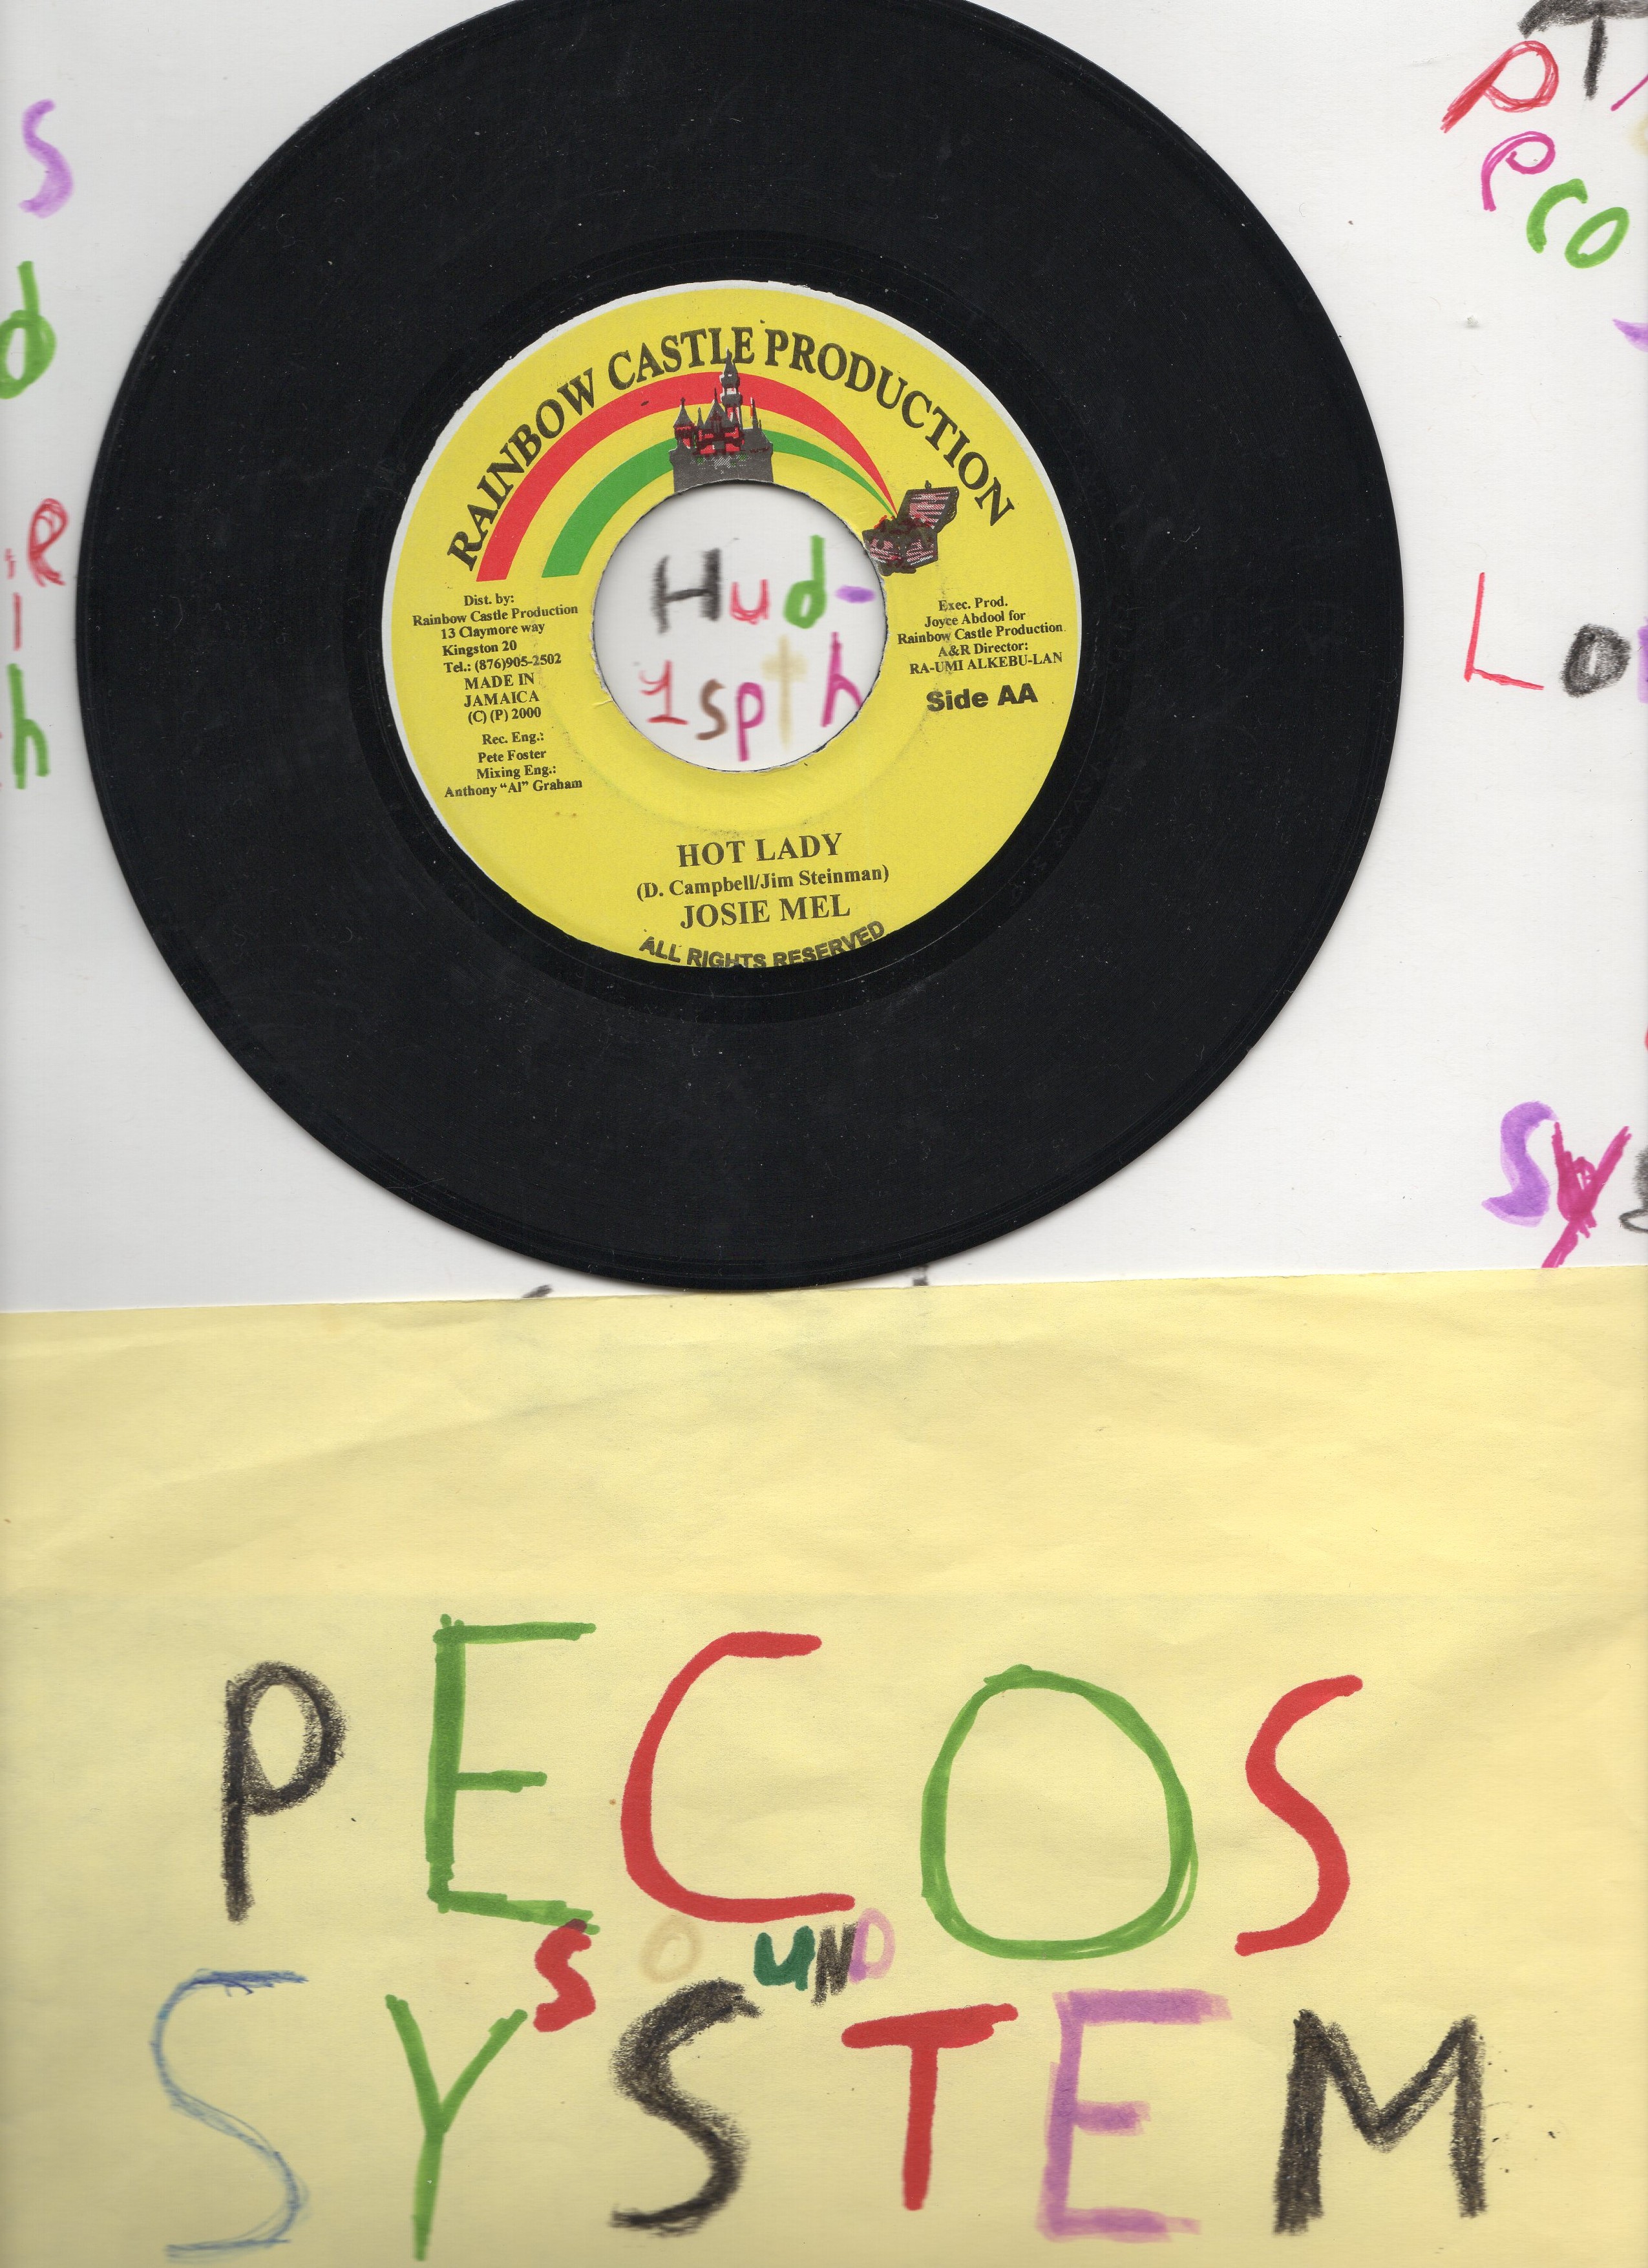 RAINBOW CASTLE PRODUCTION
Dist. by:
Rainbow Castle Production
13 Claymore way
Kingston 20
Tel.: (876)905-2502
MADE IN
JAMAICA
(C) (P) 2000
Rec. Eng.:
Pete Foster
Mixing Eng.:
Anthony "Al" Graham
Hud-
1spth
Exec. Prod.
Joyce Abdool for
Rainbow Castle Production
A&R Director:
RA-UMI ALKEBU-LAN
Side AA
HOT LADY
(D. Campbell/Jim Steinman)
JOSIE MEL
ALL RIGHTS RESERVED
PECOS
SOUND
SYSTEM